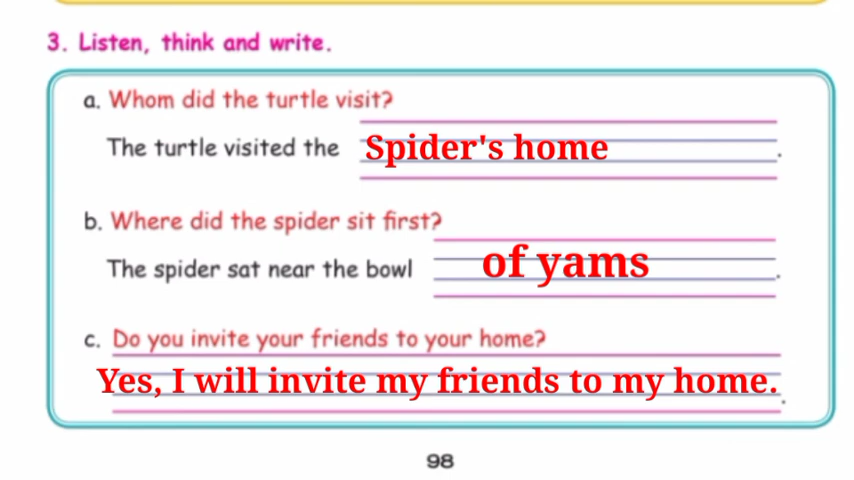 3. Listen, think and write.
a. Whom did the turtle visit?
The turtle visited the Spider's home.
b. Where did the spider sit first?
The spider sat near the bowl of yams.
c. Do you invite your friends to your home?
Yes, I will invite my friends to my home..
98